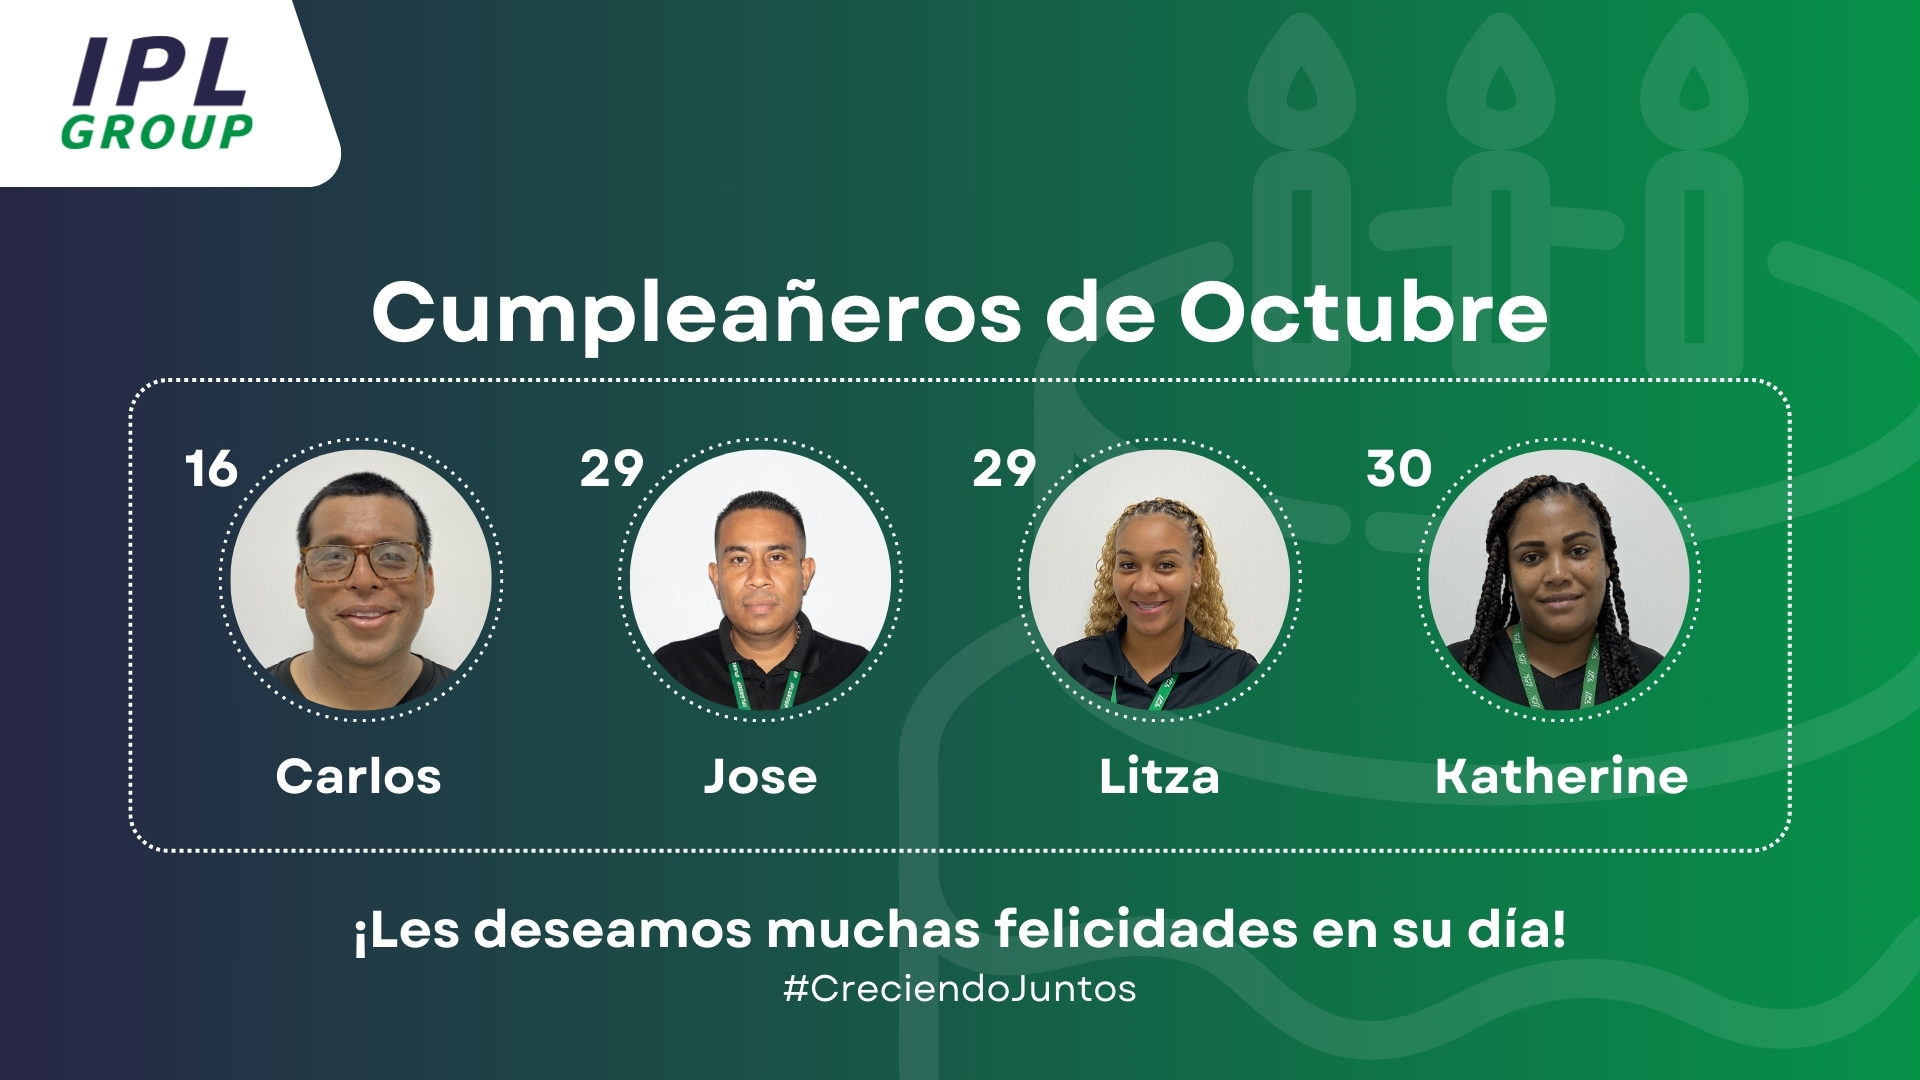 IPL
GROUP
Cumpleañeros de Octubre
16
29
29
30
Carlos
Jose
Litza
Katherine
¡Les deseamos muchas felicidades en su día!
#CreciendoJuntos